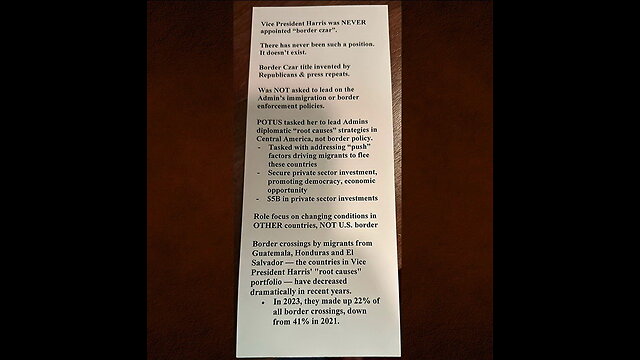 Vice President Harris was NEVER
appointed "border czar".
There has never been such a position.
It doesn't exist.
Border Czar title invented by
Republicans & press repeats.
Was NOT asked to lead on the
Admin's immigration or border
enforcement policies.
POTUS tasked her to lead Admins
diplomatic "root causes" strategies in
Central America, not border policy.
- Tasked with addressing "push"
factors driving migrants to flee
these countries
- Secure private sector investment,
promoting democracy, economic
opportunity
- $5B in private sector investments
Role focus on changing conditions in
OTHER countries, NOT U.S. border
Border crossings by migrants from
Guatemala, Honduras and El
Salvador — the countries in Vice
President Harris' "root causes"
portfolio — have decreased
dramatically in recent years.
• In 2023, they made up 22% of
all border crossings, down
from 41% in 2021.